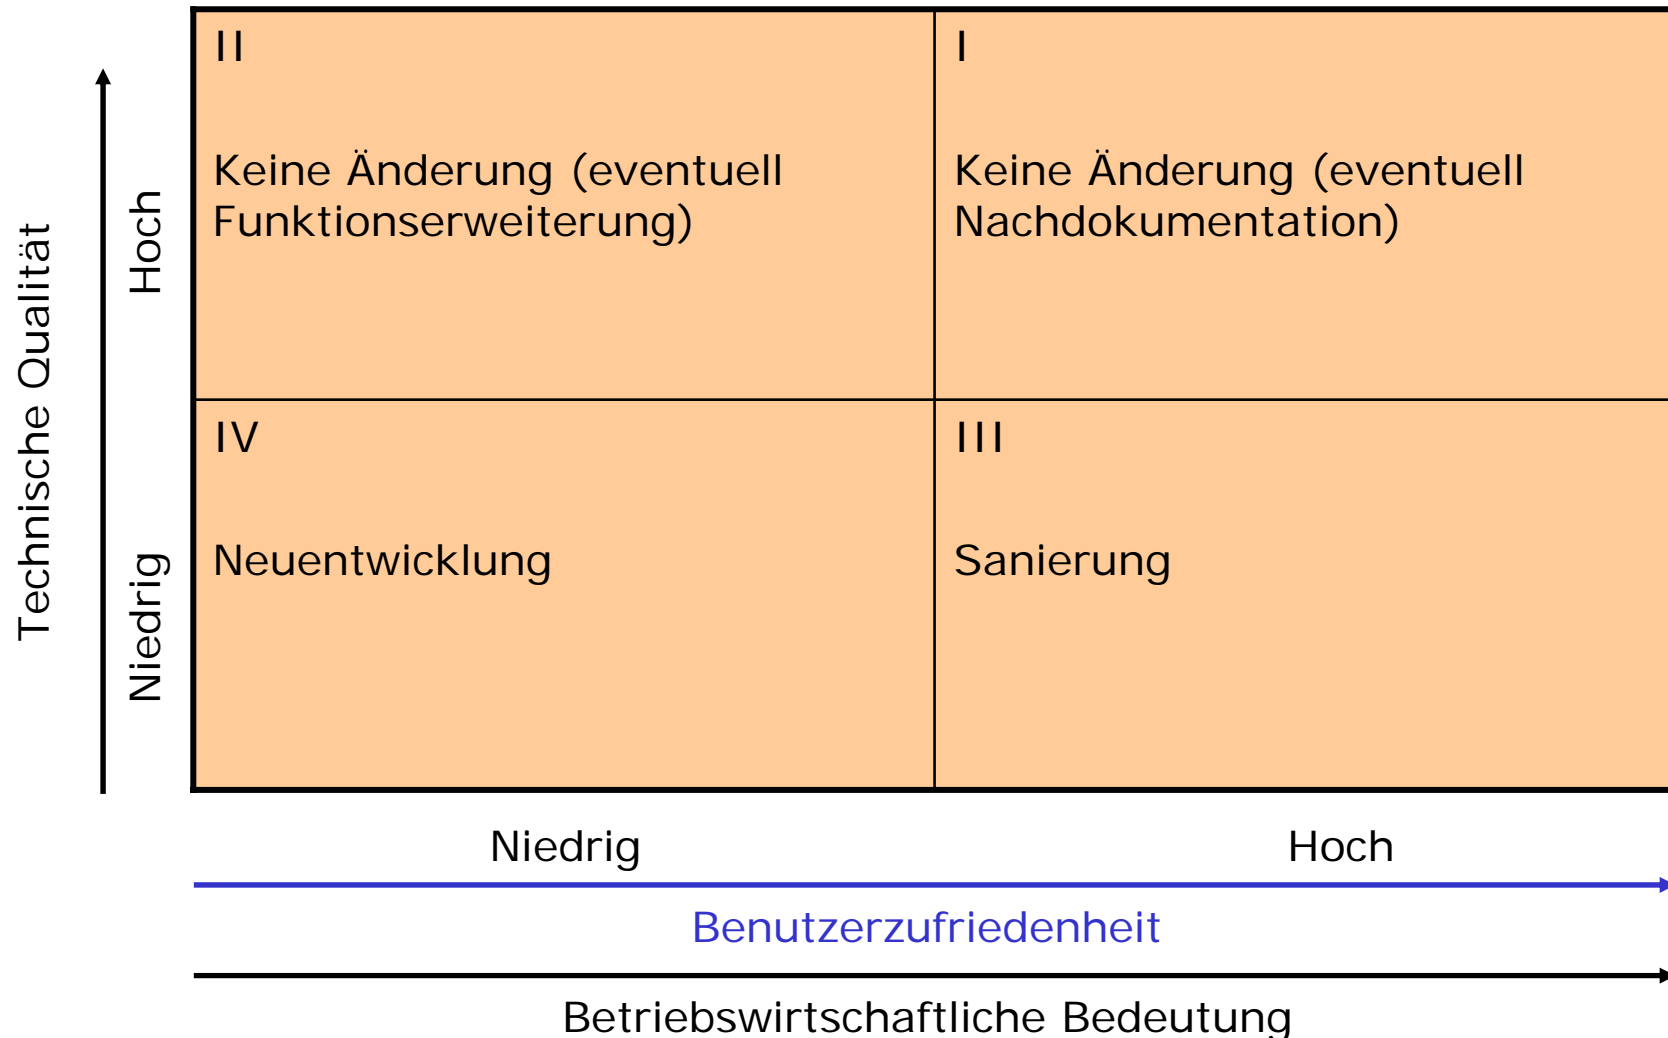 II
I
Keine Änderung (eventuell
Funktionserweiterung)
Keine Änderung (eventuell
Nachdokumentation)
Technische Qualität
Hoch
IV
III
Neuentwicklung
Sanierung
Niedrig
Niedrig
Hoch
Benutzerzufriedenheit
Betriebswirtschaftliche Bedeutung